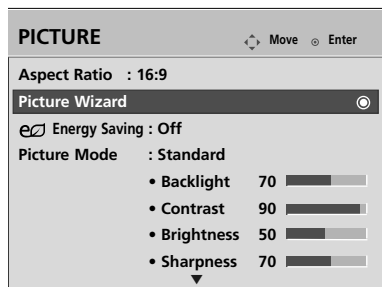 PICTURE Move Enter
Aspect Ratio : 16:9
Picture Wizard
Energy Saving : Off
Picture Mode : Standard
• Backlight 70
• Contrast 90
• Brightness 50
• Sharpness 70